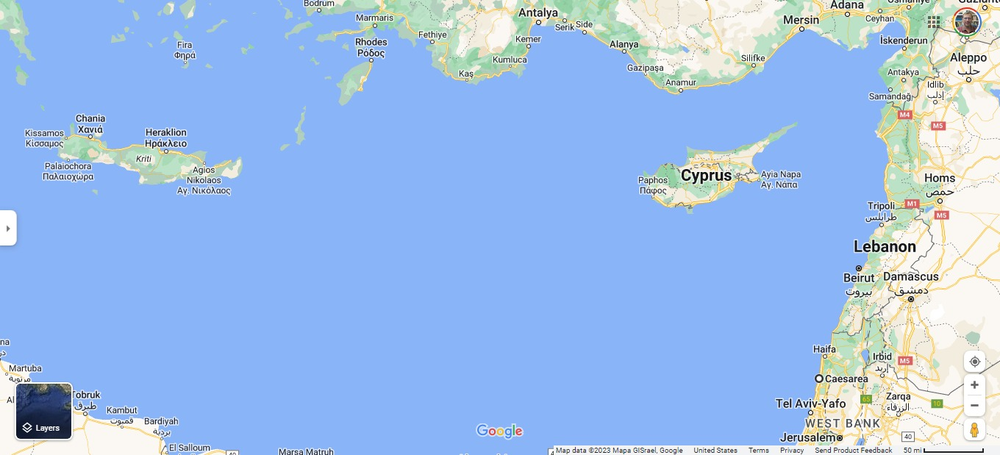 Bodrum
Marmaris
Antalya
Serik
Side
Mersin
Adana
Ceyhan
Osmaniye
Fira
Φηρά
Rhodes
Ρόδος
Fethiye
Kemer
Kumluca
Kaş
Alanya
Gazipaşa
Anamur
Silifke
İskenderun
Aleppo
حلب
Antakya
Idlib
إدلب
Samandağ
M4
M5
Chania
Χανιά
Kissamos
Κίσσαμος
Heraklion
Ηράκλειο
Kriti
Palaiochora
Παλαιοχώρα
Agios
Nikolaos
Αγ. Νικόλαος
Paphos
Πάφος
Cyprus
Ayia Napa
Αγ. Νάπα
Homs
حمص
M1
M5
Tripoli
طرابلس
Lebanon
Beirut
بيروت
Damascus
دمشق
Haifa
Irbid
إربد
M5
Caesarea
Tel Aviv-Yafo
65
Zarqa
الزرقاء
10
WEST BANK
Jerusalem
40
Martuba
مرتوبة
Tobruk
طبرق
Kambut
قمبوت
Bardiyah
بردية
El Salloum
40
Marsa Matruh
Layers
Google
Map data ©2023 Mapa GISrael, Google
United States
Terms
Privacy
Send Product Feedback
50 mi